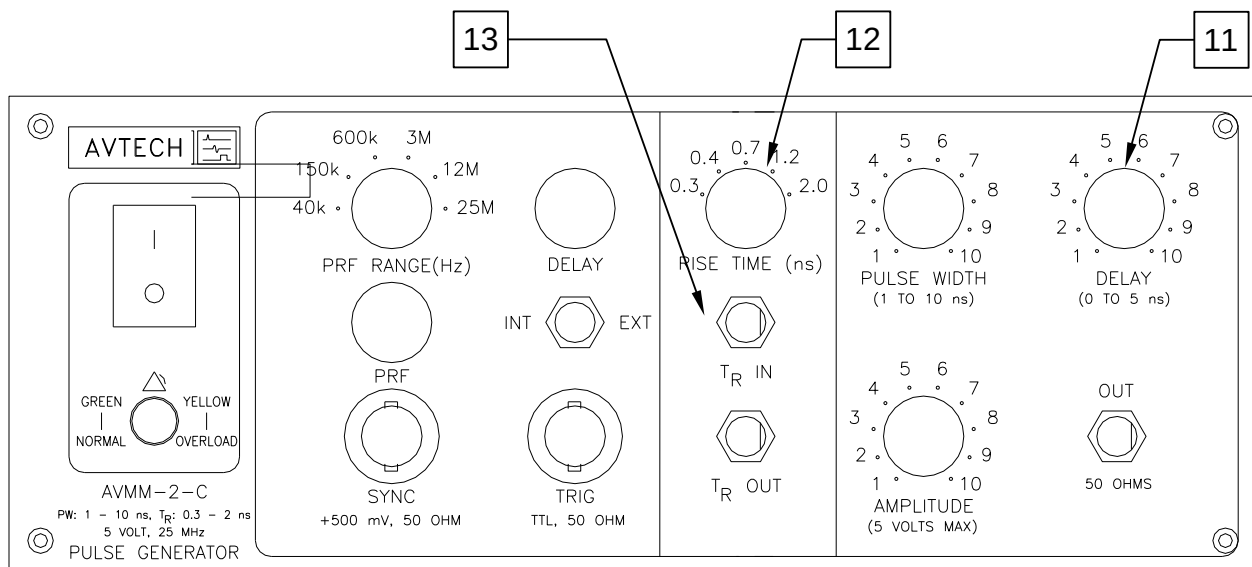 13
12
11
AVTECH
GREEN
NORMAL
YELLOW
OVERLOAD
AVMM-2-C
PW: 1 - 10 ns, TR: 0.3 - 2 ns
5 VOLT, 25 MHz
PULSE GENERATOR
40k
150k
600k
3M
12M
25M
PRF RANGE(Hz)
DELAY
PRF
INT
EXT
SYNC
+500 mV, 50 OHM
TRIG
TTL, 50 OHM
0.3
0.4
0.7
1.2
2.0
RISE TIME (ns)
TR IN
TR OUT
1
2
3
4
5
6
7
8
9
10
PULSE WIDTH
(1 TO 10 ns)
1
2
3
4
5
6
7
8
9
10
DELAY
(0 TO 5 ns)
1
2
3
4
5
6
7
8
9
10
AMPLITUDE
(5 VOLTS MAX)
OUT
50 OHMS